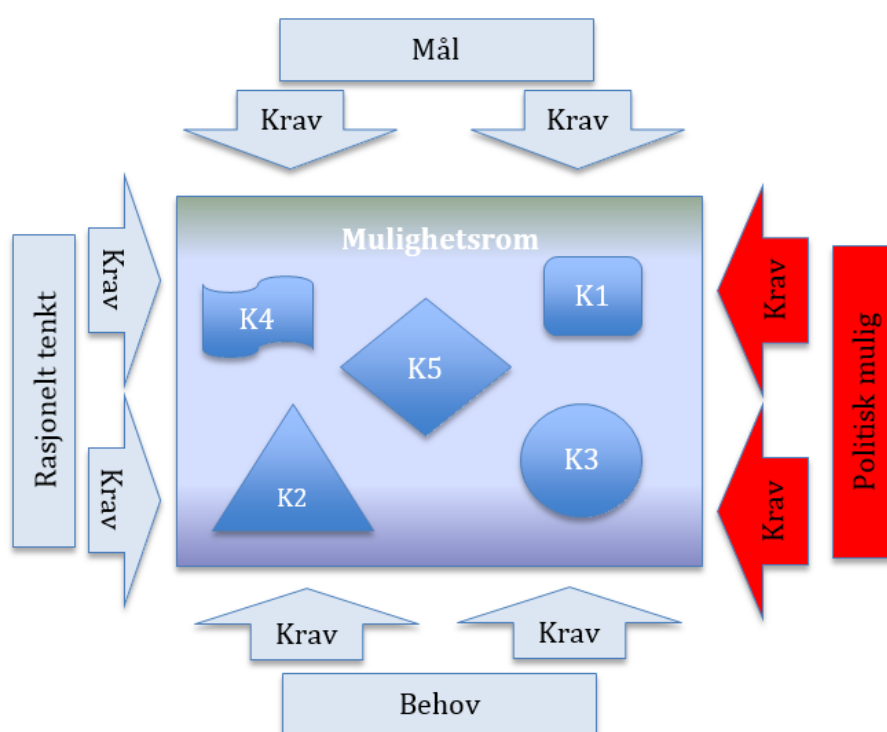 Mål
Krav
Krav
Rasjonelt tenkt
Krav
Krav
Mulighetsrom
K4
K1
K5
K2
K3
Krav
Krav
Politisk mulig
Krav
Krav
Behov